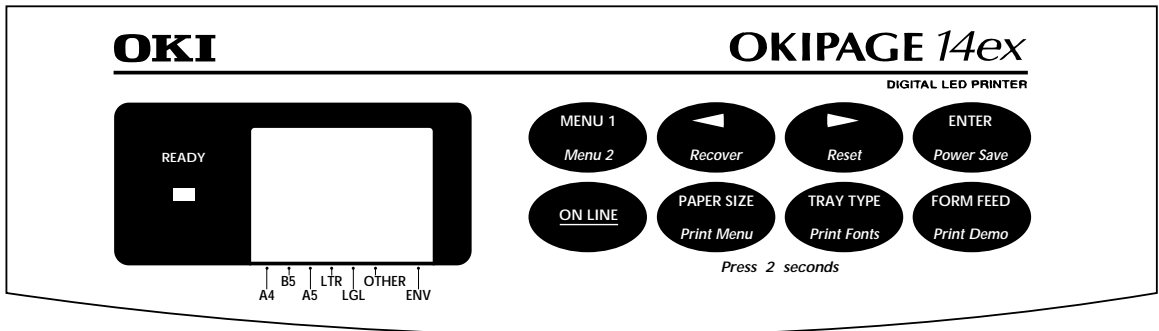 OKI
OKIPAGE 14ex
DIGITAL LED PRINTER
READY
MENU 1
Menu 2
Recover
Reset
ENTER
Power Save
ON LINE
PAPER SIZE
Print Menu
TRAY TYPE
Print Fonts
FORM FEED
Print Demo
Press 2 seconds
B5 LTR OTHER
A4 A5 LGL ENV